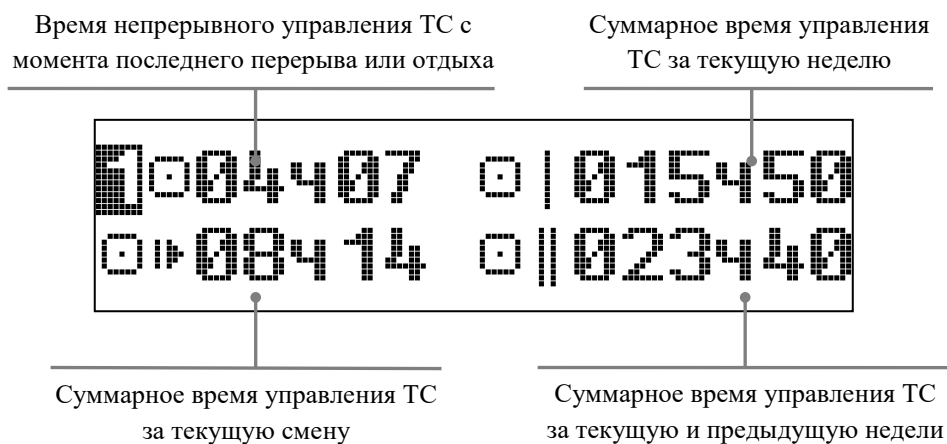 Время непрерывного управления ТС с
момента последнего перерыва или отдыха
Суммарное время управления
ТС за текущую неделю
1 04ч07 | 015ч50
08ч14 || 023ч40
Суммарное время управления ТС
за текущую смену
Суммарное время управления ТС
за текущую и предыдущую недели